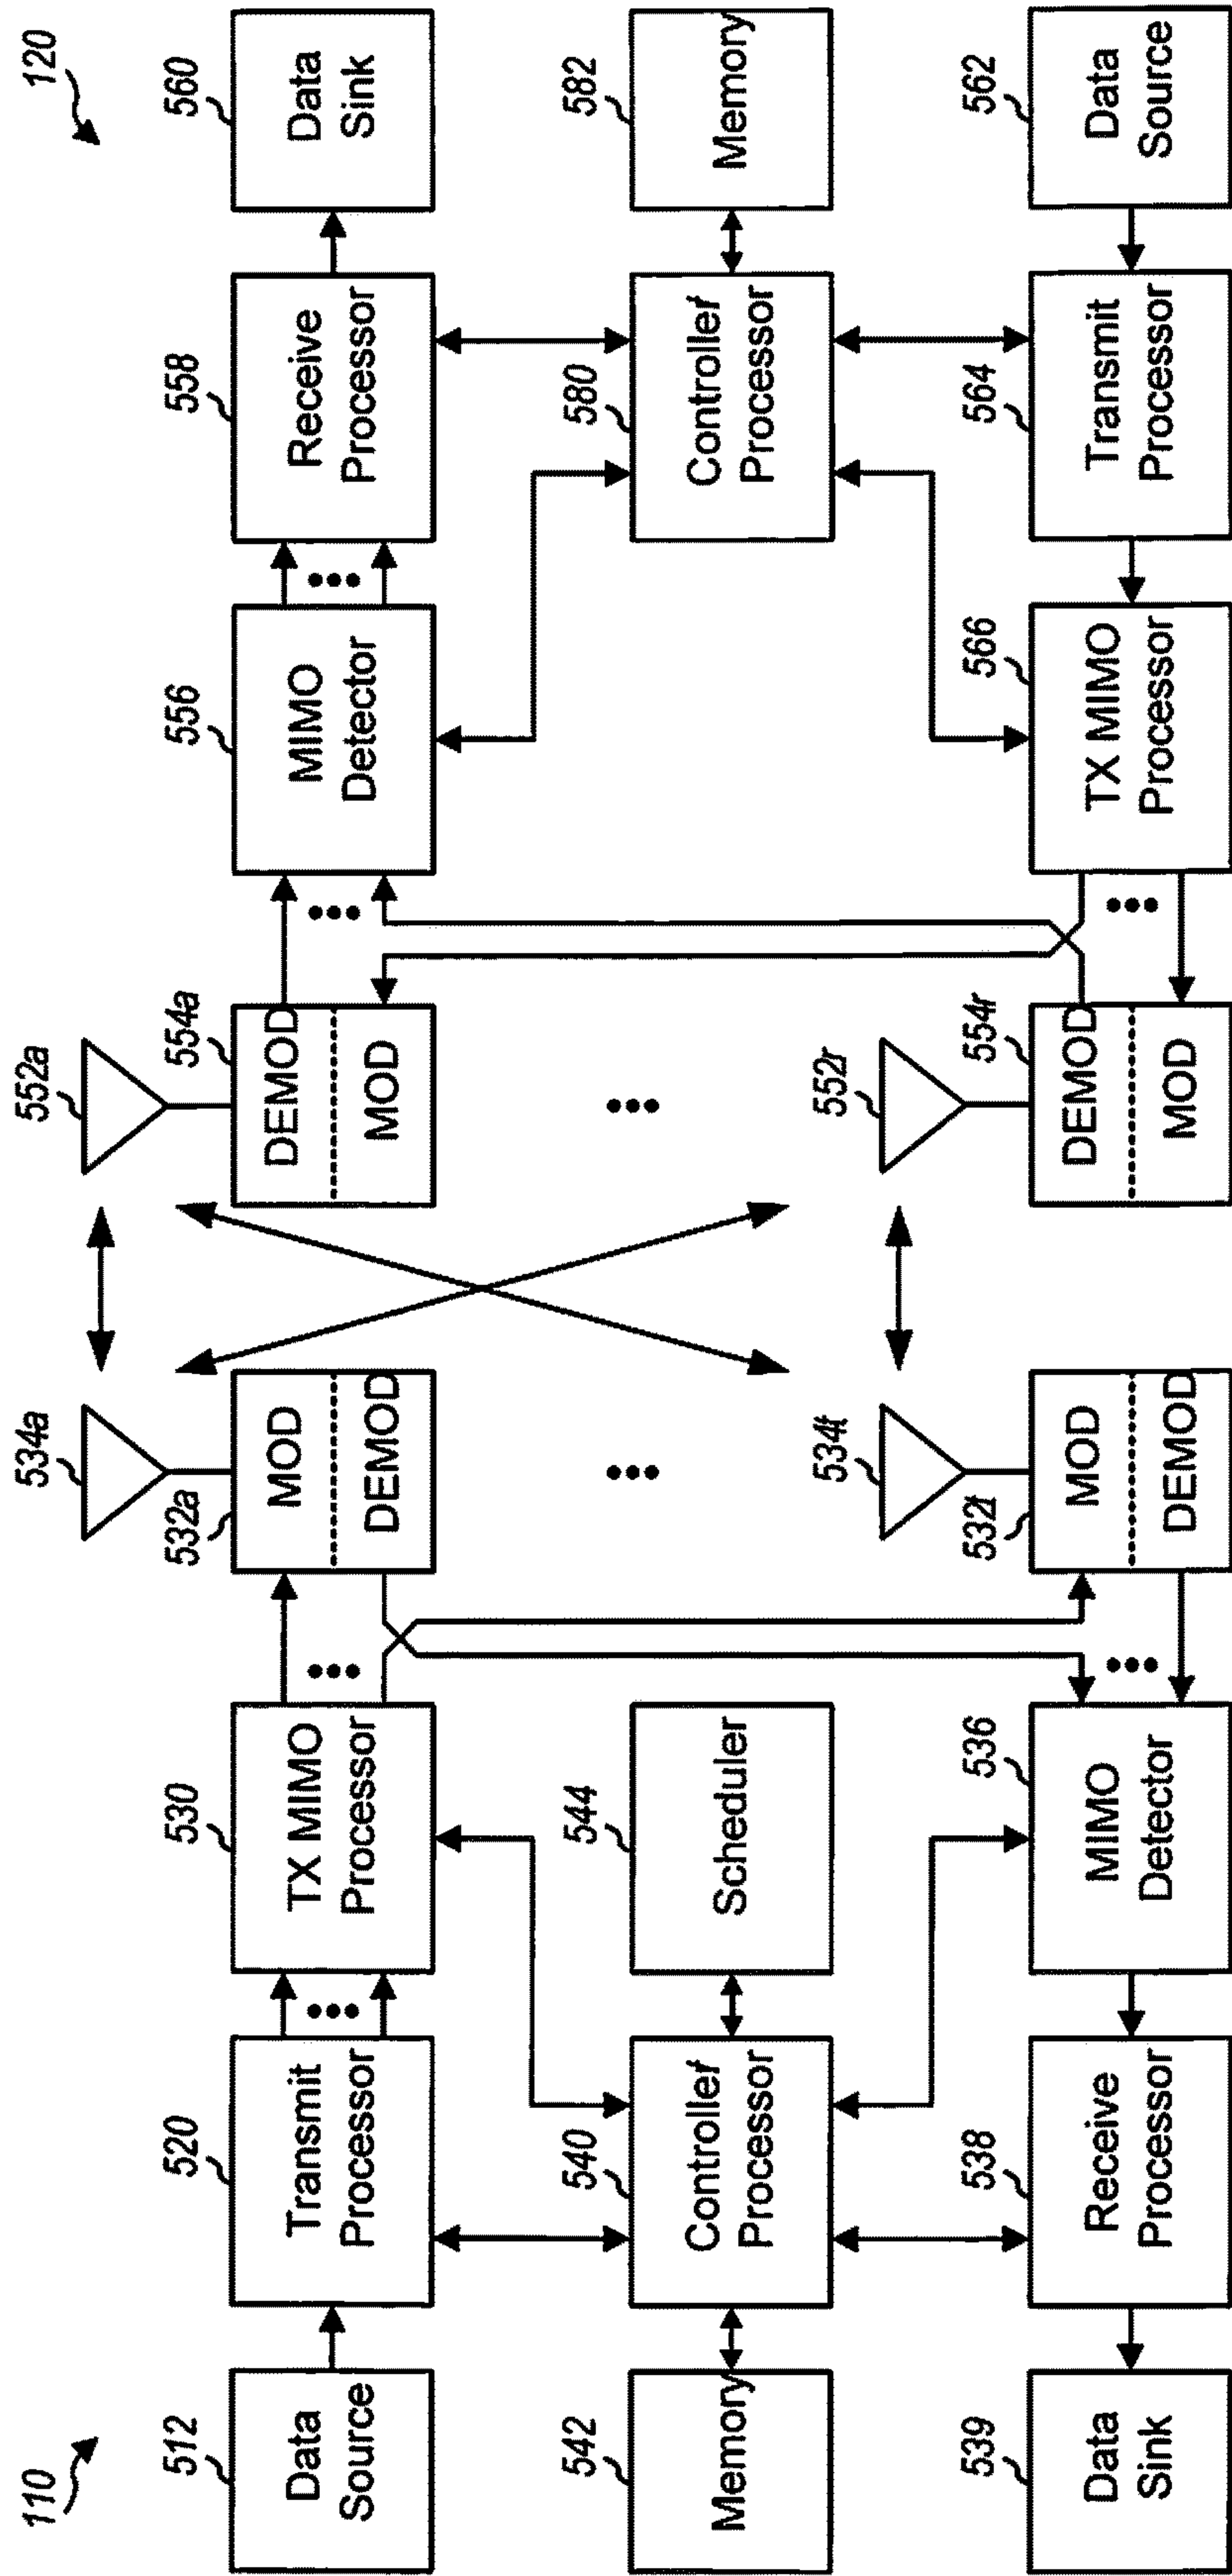 110
120
512
Data
Source
520
Transmit
Processor
530
TX MIMO
Processor
532a
MOD
DEMOD
534a
552a
554a
DEMOD
MOD
556
MIMO
Detector
558
Receive
Processor
560
Data
Sink
542
Memory
540
Controller/
Processor
544
Scheduler
580
Controller/
Processor
582
Memory
539
Data
Sink
538
Receive
Processor
536
MIMO
Detector
532t
MOD
DEMOD
534t
552r
554r
DEMOD
MOD
566
TX MIMO
Processor
564
Transmit
Processor
562
Data
Source